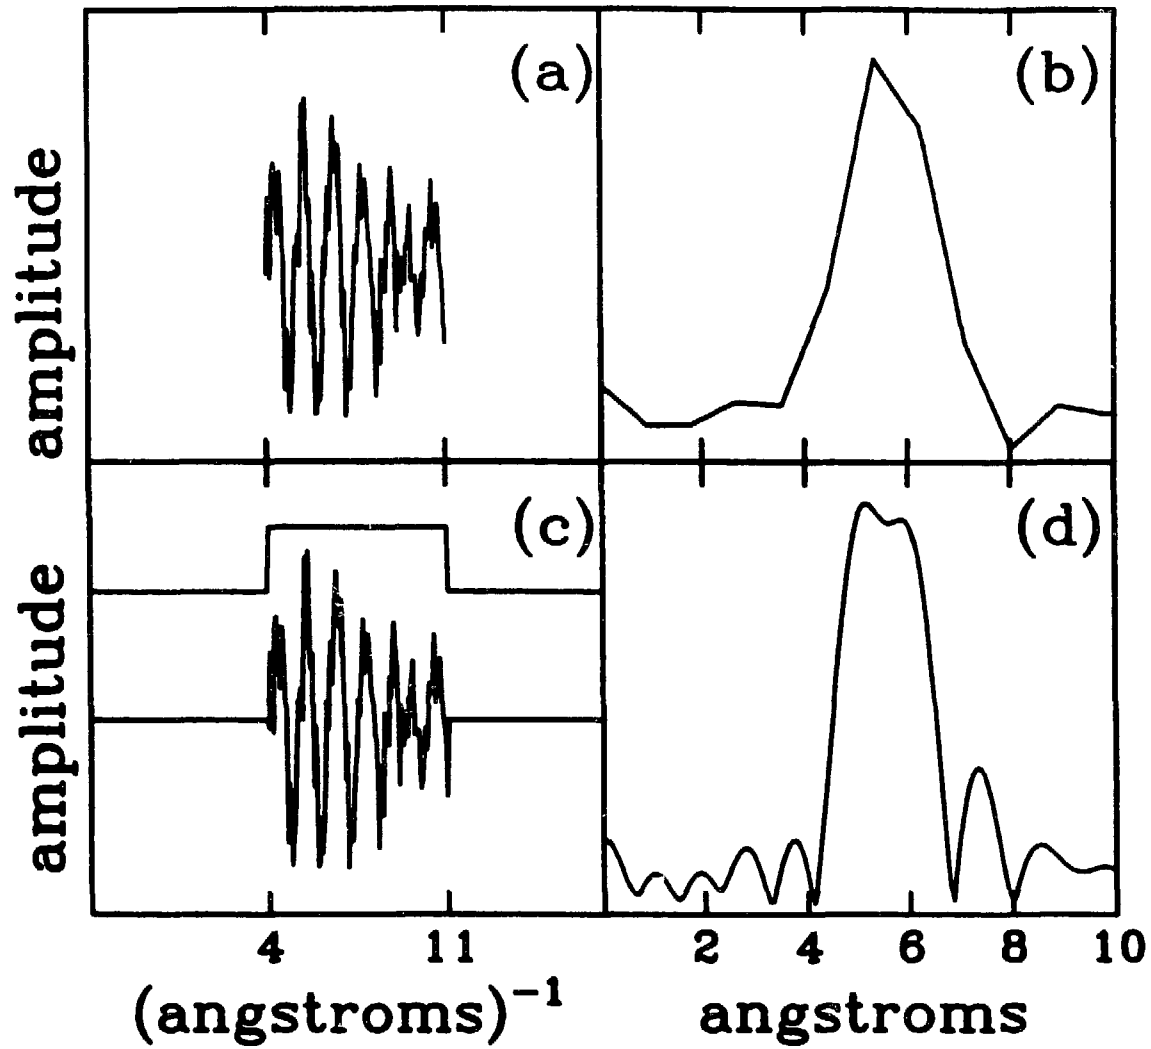 (a)
(b)
amplitude
(c)
(d)
amplitude
4 11
2 4 6 8 10
(angstroms)⁻¹
angstroms